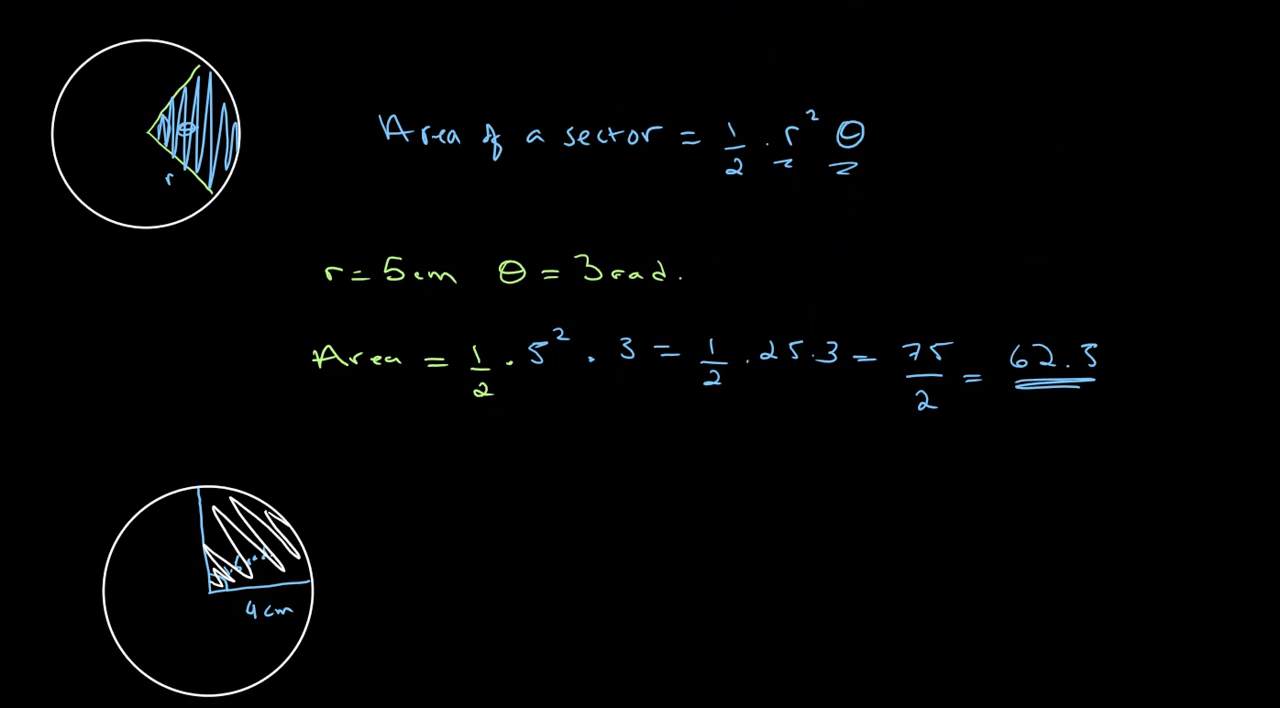 Area of a sector = 1/2 · r² θ
θ
r
r = 5cm θ = 3rad.
Area = 1/2 · 5² · 3 = 1/2 · 25 · 3 = 75/2 = 62.5
4cm